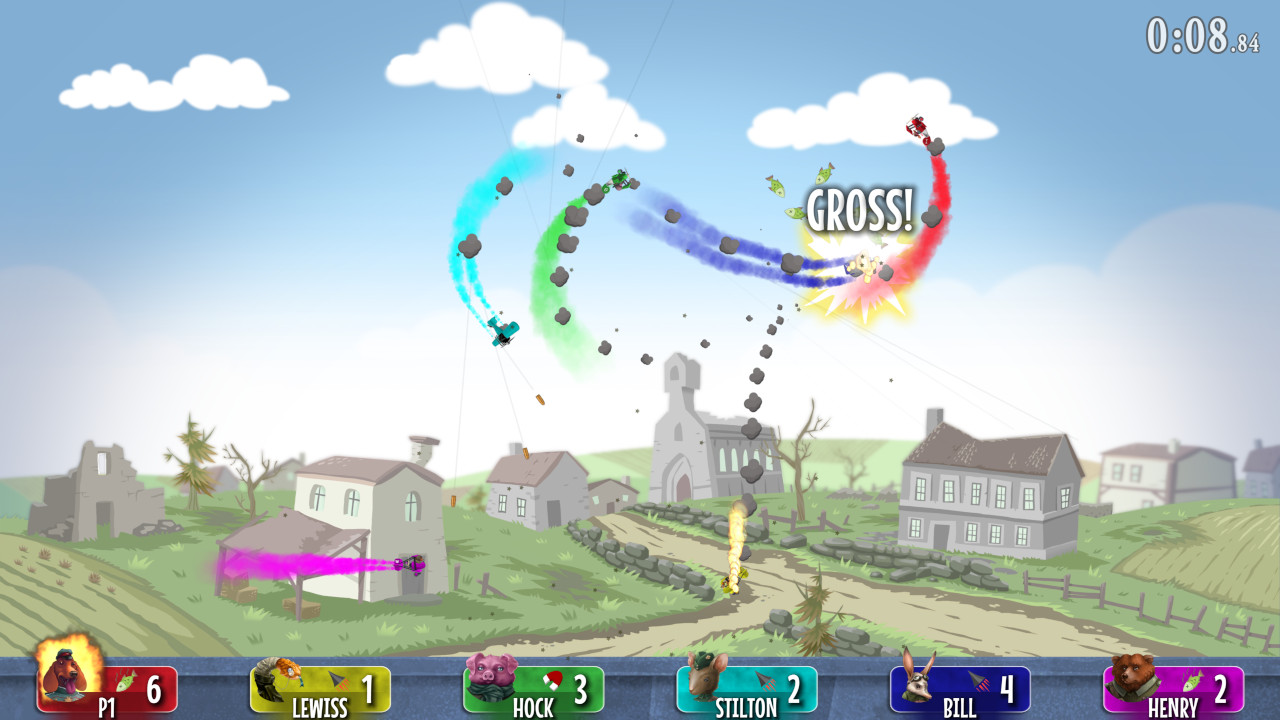 0:08.84
GROSS!
6
P1
1
LEWISS
3
HOCK
2
STILTON
4
BILL
2
HENRY